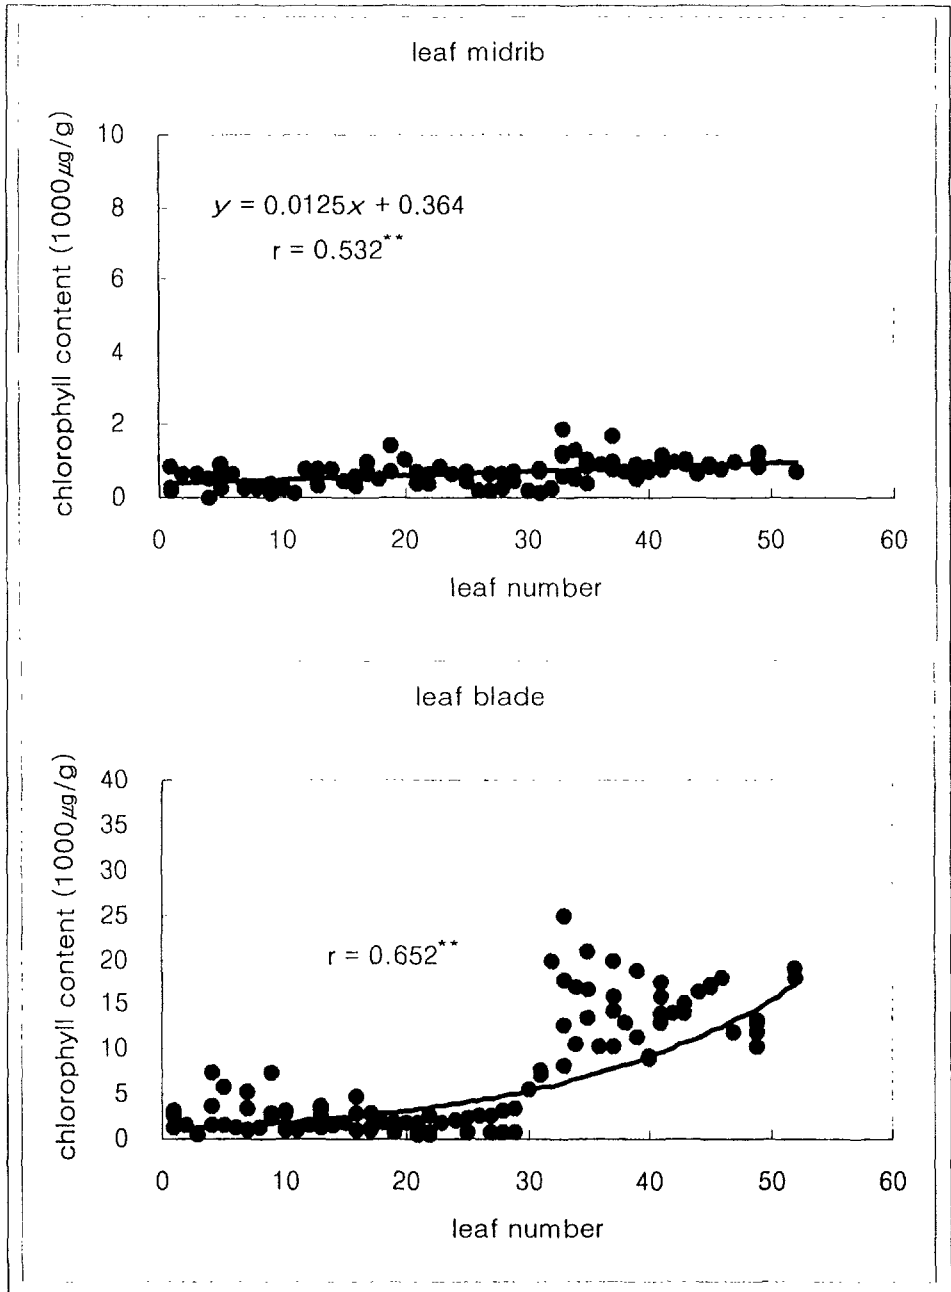 leaf midrib
chlorophyll content (1000µg/g)
10
8
6
4
2
0
y = 0.0125x + 0.364
r = 0.532**
0 10 20 30 40 50 60
leaf number
leaf blade
chlorophyll content (1000µg/g)
40
35
30
25
20
15
10
5
0
r = 0.652**
0 10 20 30 40 50 60
leaf number